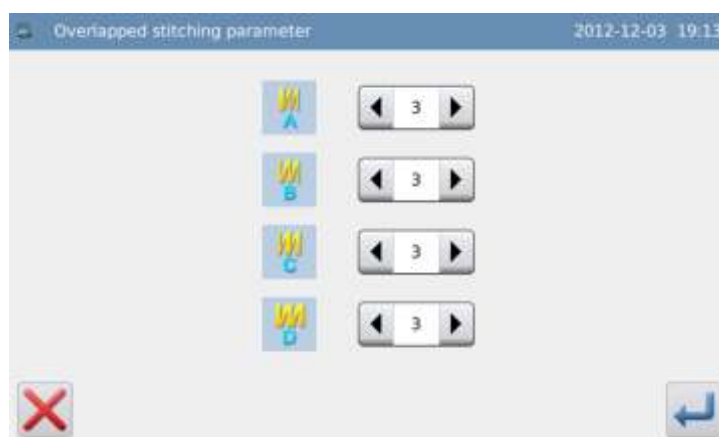 Overlapped stitching parameter 2012-12-03 19:13
A 3
B 3
C 3
D 3